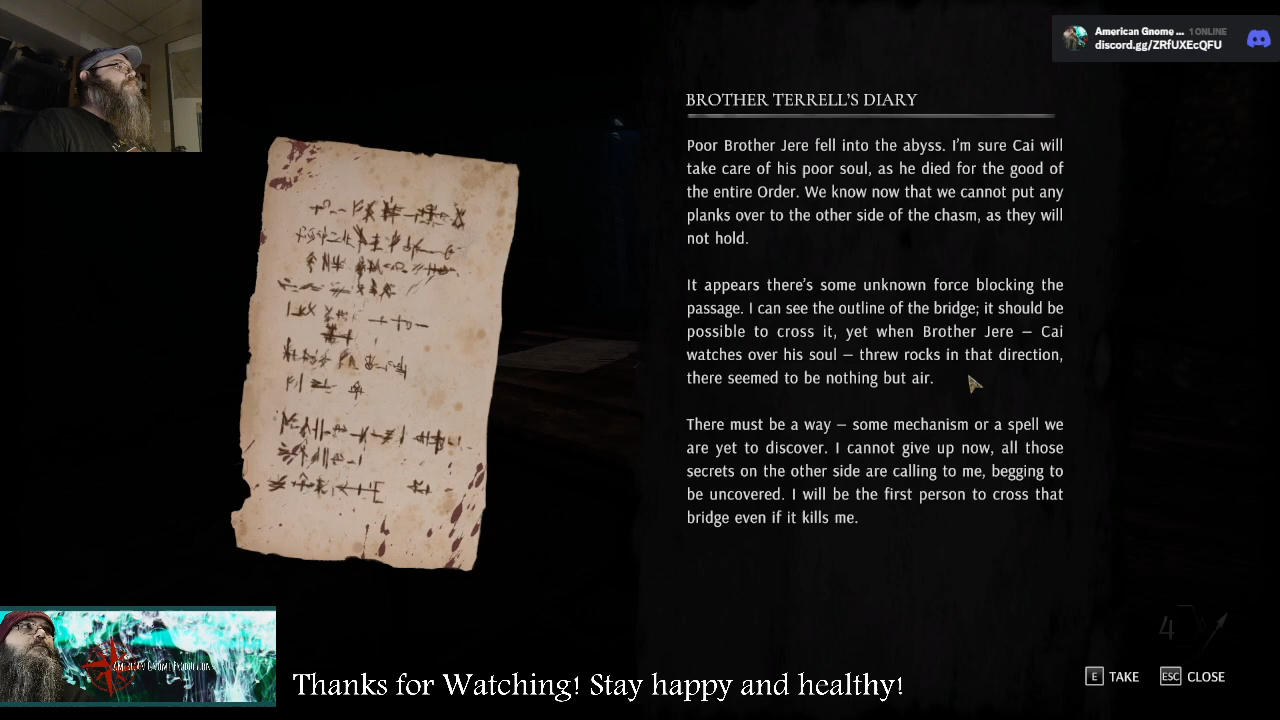 American Gnome ... 1 ONLINE
discord.gg/ZRfUXEcQFU
BROTHER TERRELL'S DIARY
Poor Brother Jere fell into the abyss. I'm sure Cai will
take care of his poor soul, as he died for the good of
the entire Order. We know now that we cannot put any
planks over to the other side of the chasm, as they will
not hold.
It appears there's some unknown force blocking the
passage. I can see the outline of the bridge; it should be
possible to cross it, yet when Brother Jere – Cai
watches over his soul – threw rocks in that direction,
there seemed to be nothing but air.
There must be a way – some mechanism or a spell we
are yet to discover. I cannot give up now, all those
secrets on the other side are calling to me, begging to
be uncovered. I will be the first person to cross that
bridge even if it kills me.
4
AMERICAN GNOME PRODUCTIONS
Thanks for Watching! Stay happy and healthy!
E TAKE ESC CLOSE